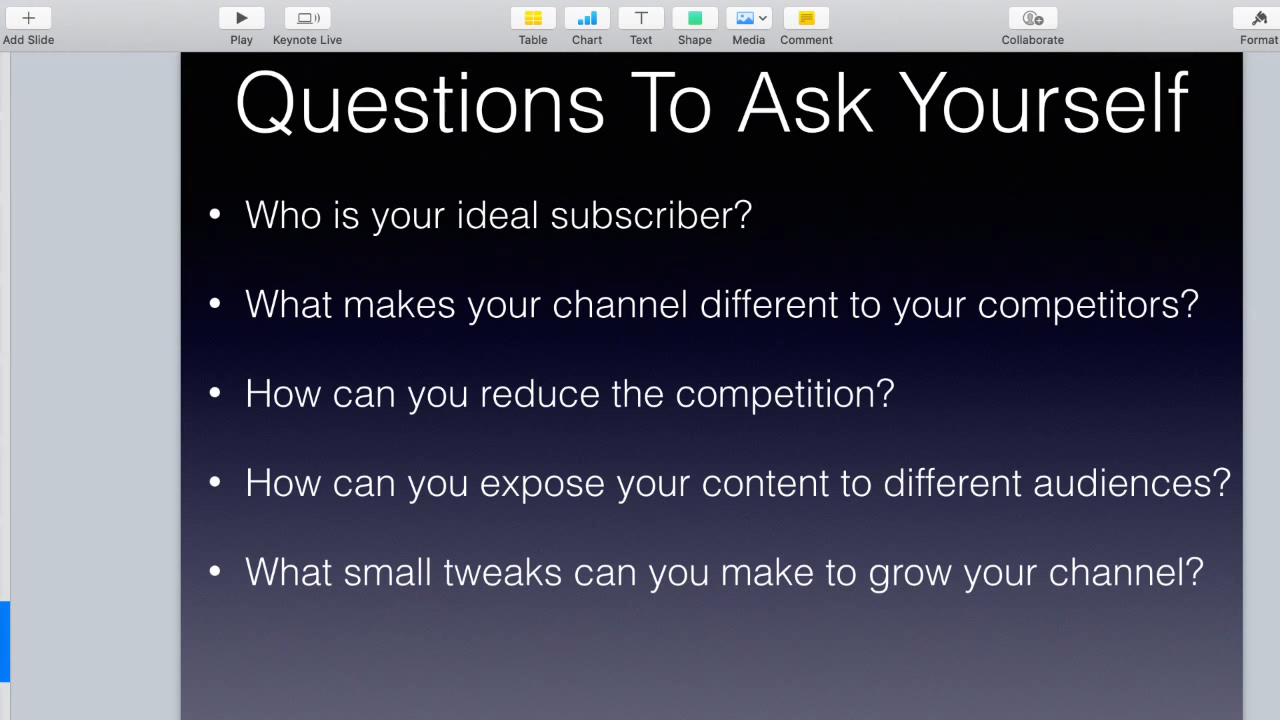 Add Slide
Play
Keynote Live
Table
Chart
Text
Shape
Media
Comment
Collaborate
Format
Questions To Ask Yourself
• Who is your ideal subscriber?
• What makes your channel different to your competitors?
• How can you reduce the competition?
• How can you expose your content to different audiences?
• What small tweaks can you make to grow your channel?